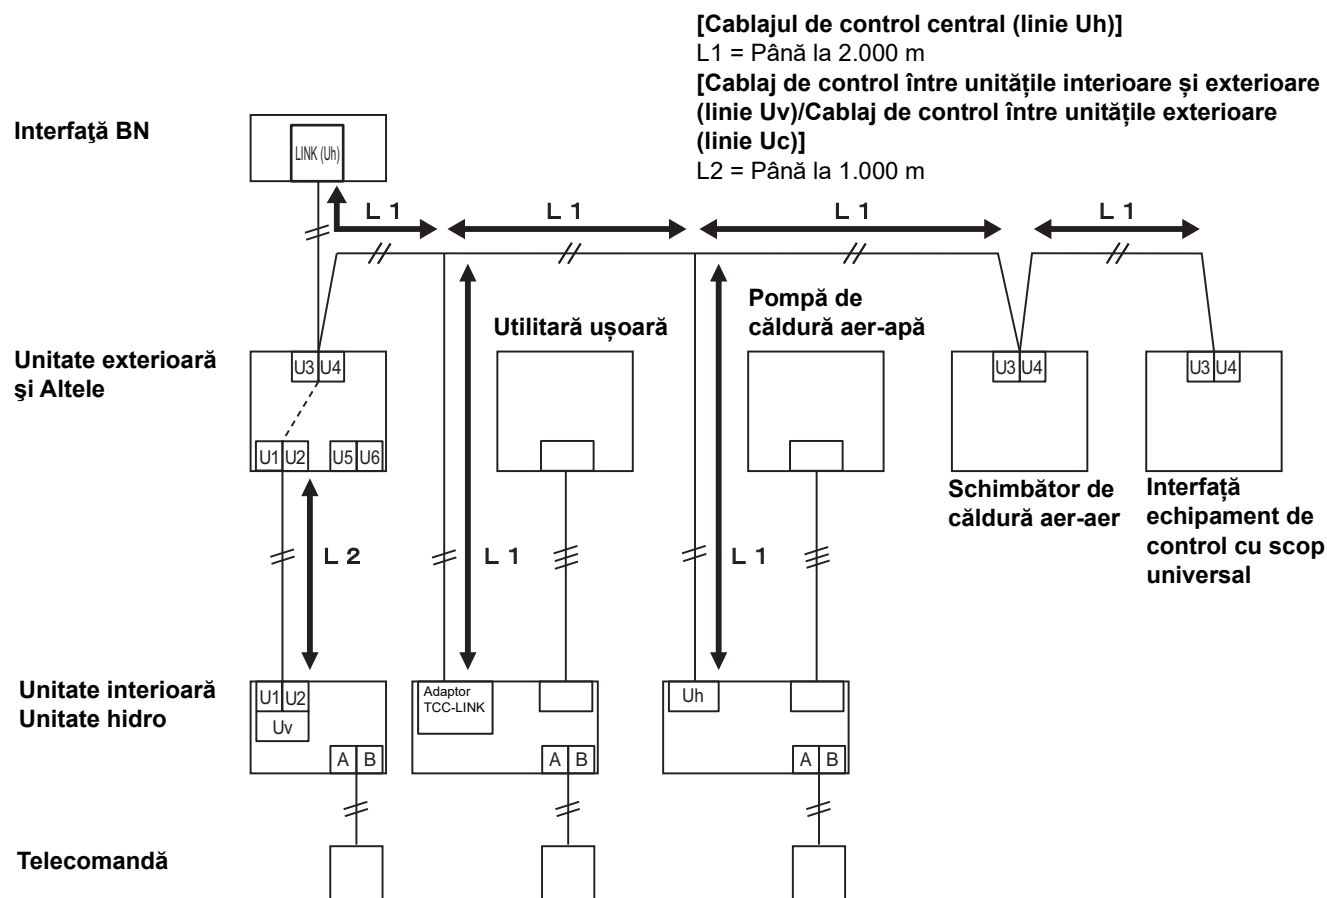 [Cablajul de control central (linie Uh)]
L1 = Până la 2.000 m
[Cablaj de control între unitățile interioare și exterioare
(linie Uv)/Cablaj de control între unitățile exterioare
(linie Uc)]
L2 = Până la 1.000 m
Interfaţă BN
LINK (Uh)
L 1
L 1
L 1
L 1
Utilitară ușoară
Pompă de
căldură aer-apă
Unitate exterioară
şi Altele
U3 U4
U1 U2
U5 U6
U3 U4
U3 U4
Schimbător de
căldură aer-aer
Interfață
echipament de
control cu scop
universal
L 2
L 1
L 1
Unitate interioară
Unitate hidro
U1 U2
Uv
A B
Adaptor
TCC-LINK
A B
Uh
A B
Telecomandă